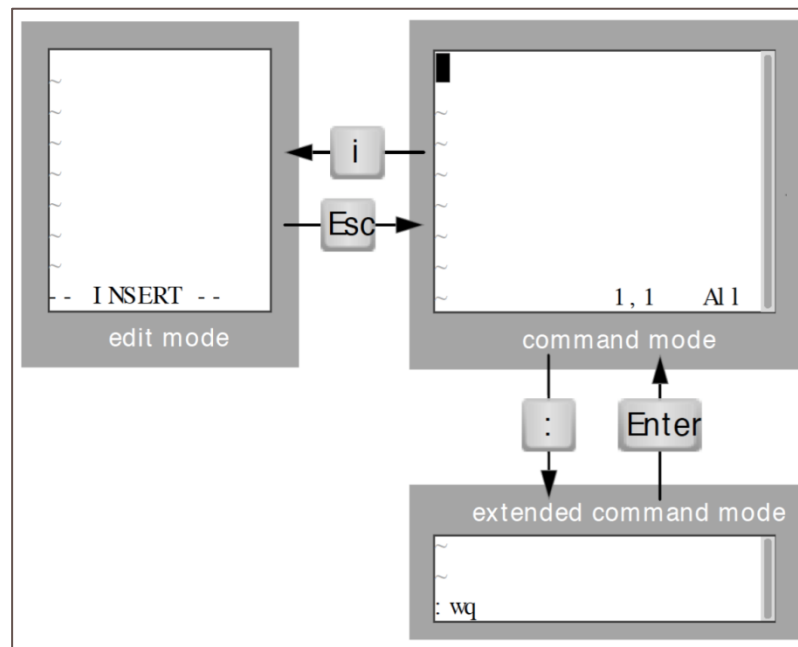 ~
~
~
~
~
~
~
-- INSERT --
edit mode
i
Esc
~
~
~
~
~
~
~
1,1 All
command mode
:
Enter
extended command mode
~
~
:wq